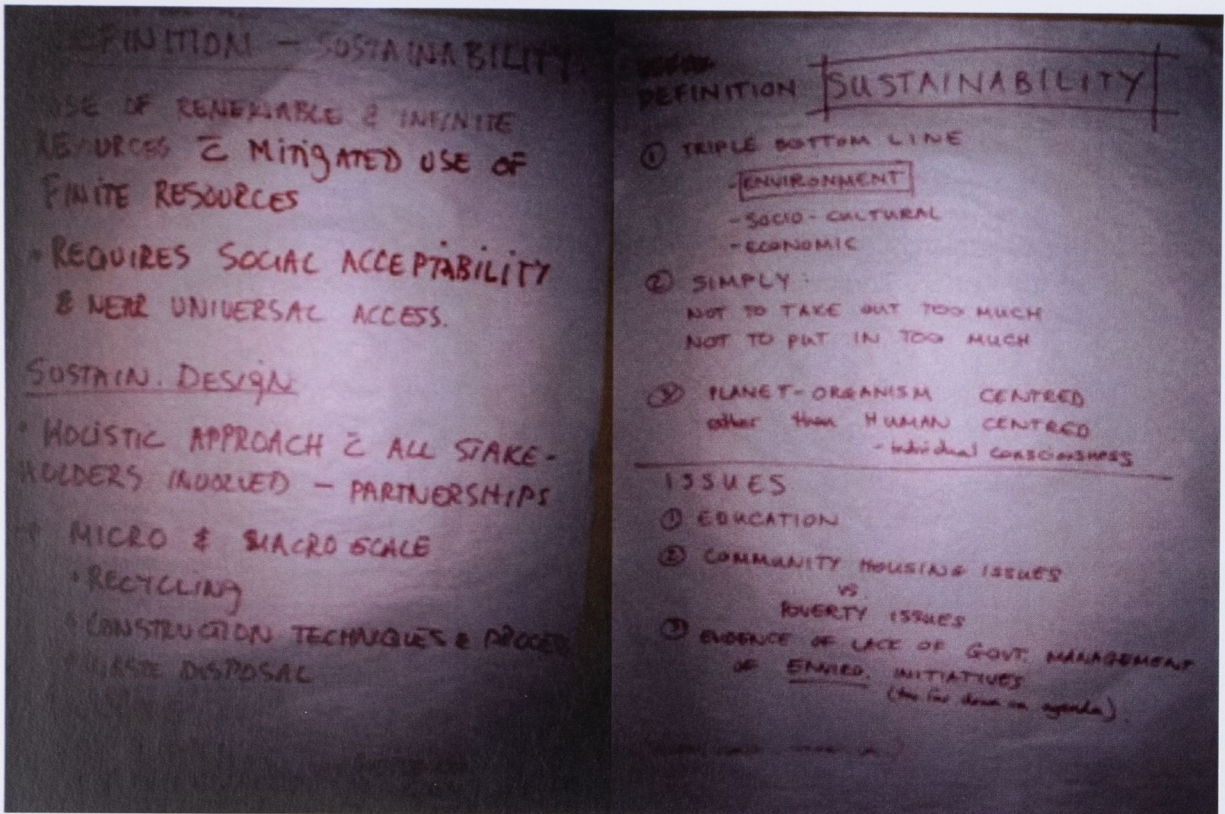 DEFINITION - SUSTAINABILITY
USE OF RENEWABLE & INFINITE
RESOURCES c̄ MITIGATED USE OF
FINITE RESOURCES
• REQUIRES SOCIAL ACCEPTABILITY
& NEAR UNIVERSAL ACCESS.
SUSTAIN. DESIGN
• HOLISTIC APPROACH c̄ ALL STAKE-
HOLDERS INVOLVED - PARTNERSHIPS
MICRO & MACRO SCALE
• RECYCLING
• CONSTRUCTION TECHNIQUES & PROCES
• WASTE DISPOSAL
DEFINITION SUSTAINABILITY
① TRIPLE BOTTOM LINE
- ENVIRONMENT
- SOCIO-CULTURAL
- ECONOMIC
② SIMPLY:
NOT TO TAKE OUT TOO MUCH
NOT TO PUT IN TOO MUCH
③ PLANET-ORGANISM CENTRED
rather than HUMAN CENTRED
- individual consciousness
ISSUES
① EDUCATION
② COMMUNITY HOUSING ISSUES
vs.
POVERTY ISSUES
③ EVIDENCE OF LACK OF GOVT. MANAGEMENT
OF ENVIRO. INITIATIVES
(too far down on agenda).